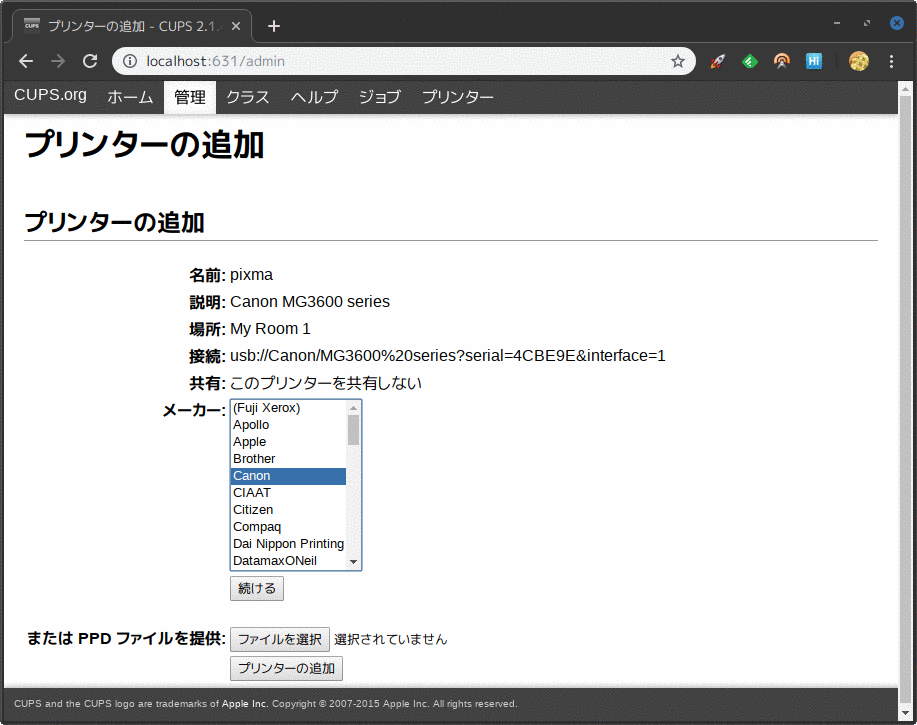 プリンターの追加 - CUPS 2.1.
localhost:631/admin
CUPS.org ホーム 管理 クラス ヘルプ ジョブ プリンター
プリンターの追加
プリンターの追加
名前: pixma
説明: Canon MG3600 series
場所: My Room 1
接続: usb://Canon/MG3600%20series?serial=4CBE9E&interface=1
共有: このプリンターを共有しない
メーカー: (Fuji Xerox)
Apollo
Apple
Brother
Canon
CIAAT
Citizen
Compaq
Dai Nippon Printing
DatamaxONeil
続ける
または PPD ファイルを提供: ファイルを選択 選択されていません
プリンターの追加
CUPS and the CUPS logo are trademarks of Apple Inc. Copyright © 2007-2015 Apple Inc. All rights reserved.